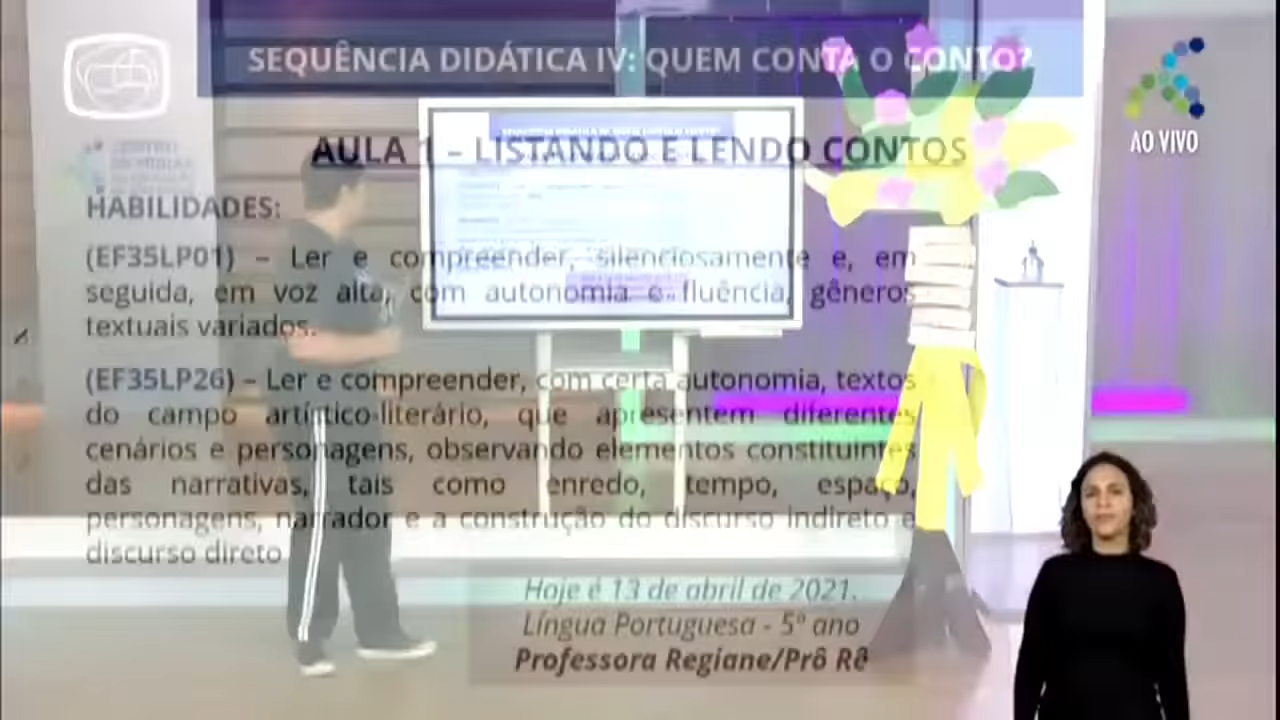 SEQUÊNCIA DIDÁTICA IV: QUEM CONTA O CONTO?
AO VIVO
AULA 1 – LISTANDO E LENDO CONTOS
HABILIDADES:
(EF35LP01) – Ler e compreender, silenciosamente e, em
seguida, em voz alta, com autonomia e fluência, gêneros
textuais variados.
(EF35LP26) – Ler e compreender, com certa autonomia, textos
do campo artístico-literário, que apresentem diferentes
cenários e personagens, observando elementos constituintes
das narrativas, tais como enredo, tempo, espaço,
personagens, narrador e a construção do discurso indireto e
discurso direto
Hoje é 13 de abril de 2021.
Língua Portuguesa - 5º ano
Professora Regiane/Prô Rê